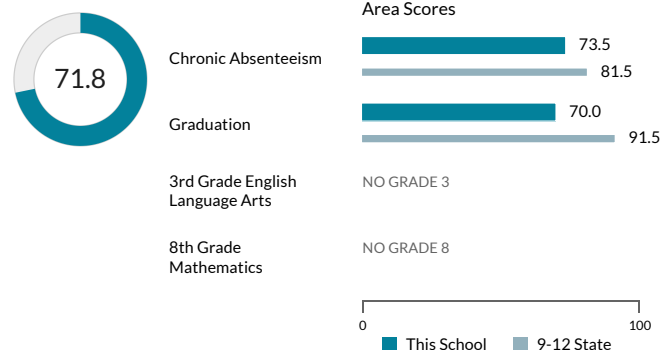 71.8
Area Scores
Chronic Absenteeism
73.5
81.5
Graduation
70.0
91.5
3rd Grade English
Language Arts
NO GRADE 3
8th Grade
Mathematics
NO GRADE 8
0 100
This School 9-12 State